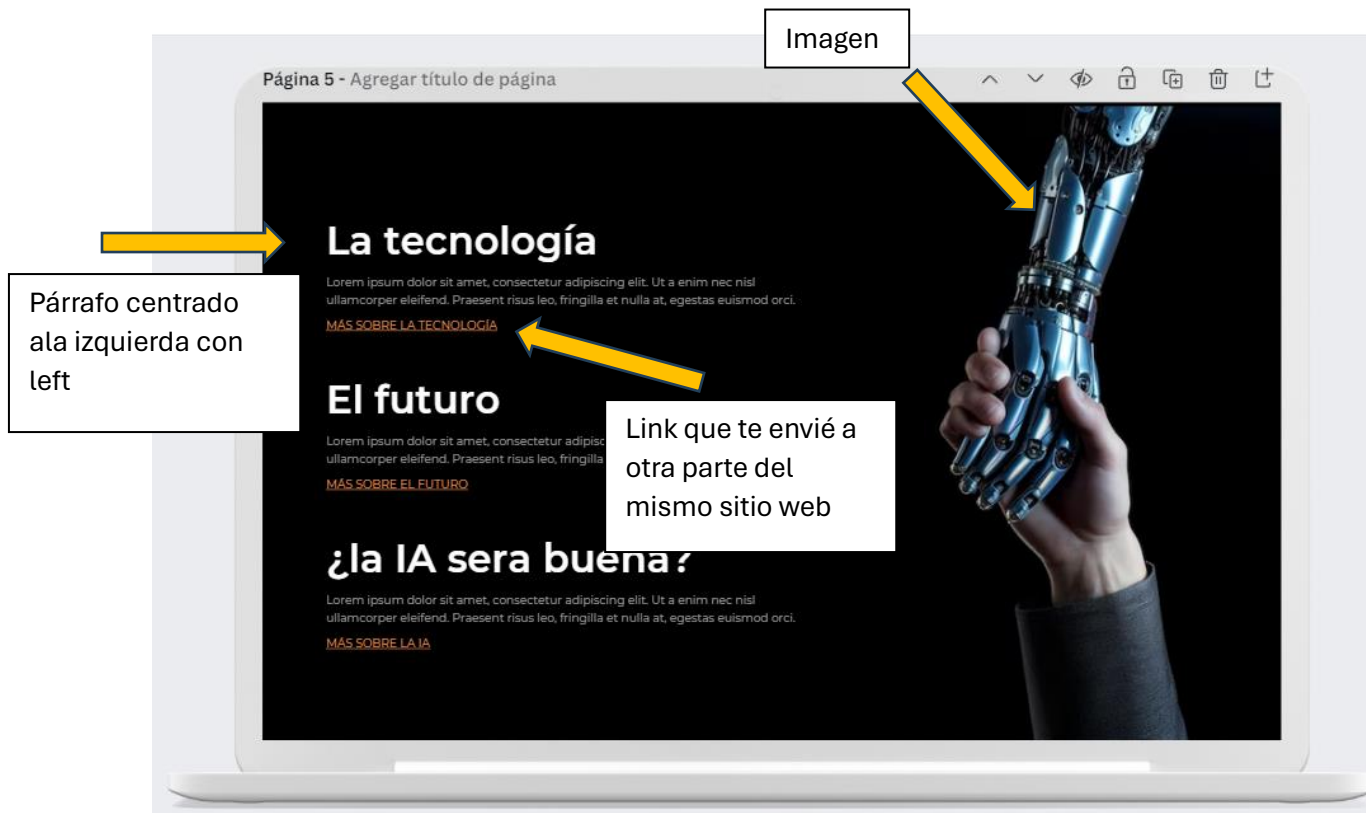 Imagen
Página 5 - Agregar título de página
La tecnología
Lorem ipsum dolor sit amet, consectetur adipiscing elit. Ut a enim nec nisl
ullamcorper eleifend. Praesent risus leo, fringilla et nulla at, egestas euismod orci.
MÁS SOBRE LA TECNOLOGÍA
Párrafo centrado
ala izquierda con
left
El futuro
Lorem ipsum dolor sit amet, consectetur adipisc
ullamcorper eleifend. Praesent risus leo, fringilla
MÁS SOBRE EL FUTURO
Link que te envié a
otra parte del
mismo sitio web
¿la IA sera buena?
Lorem ipsum dolor sit amet, consectetur adipiscing elit. Ut a enim nec nisl
ullamcorper eleifend. Praesent risus leo, fringilla et nulla at, egestas euismod orci.
MÁS SOBRE LA IA